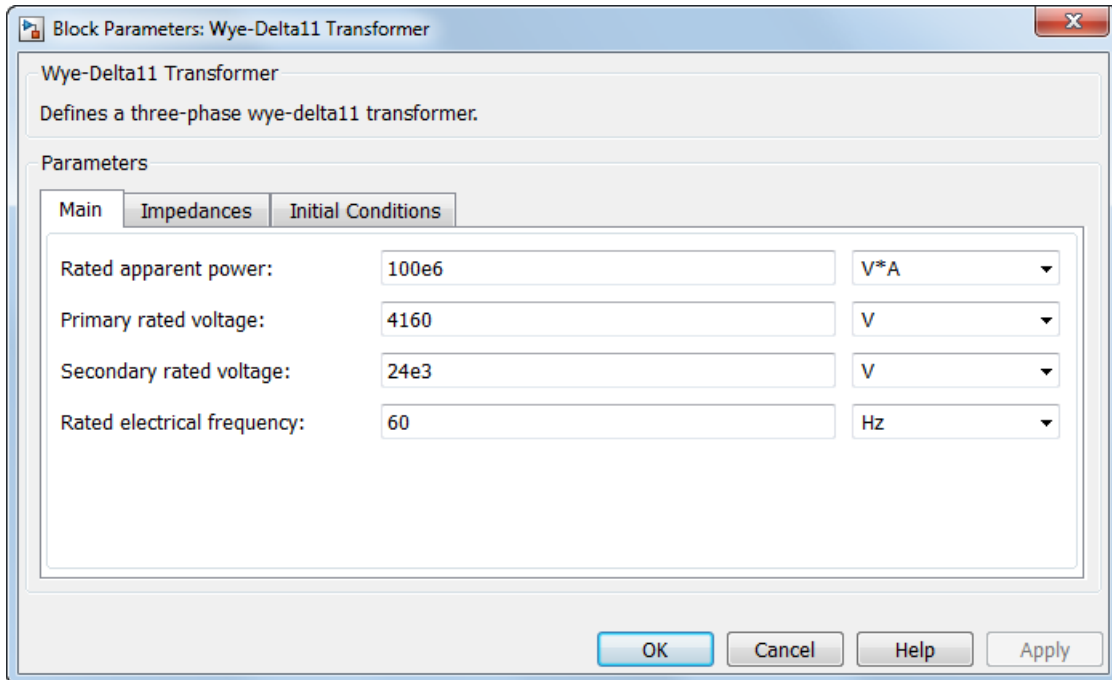 Block Parameters: Wye-Delta11 Transformer
Wye-Delta11 Transformer
Defines a three-phase wye-delta11 transformer.
Parameters
Main Impedances Initial Conditions
Rated apparent power: 100e6 V*A
Primary rated voltage: 4160 V
Secondary rated voltage: 24e3 V
Rated electrical frequency: 60 Hz
OK Cancel Help Apply